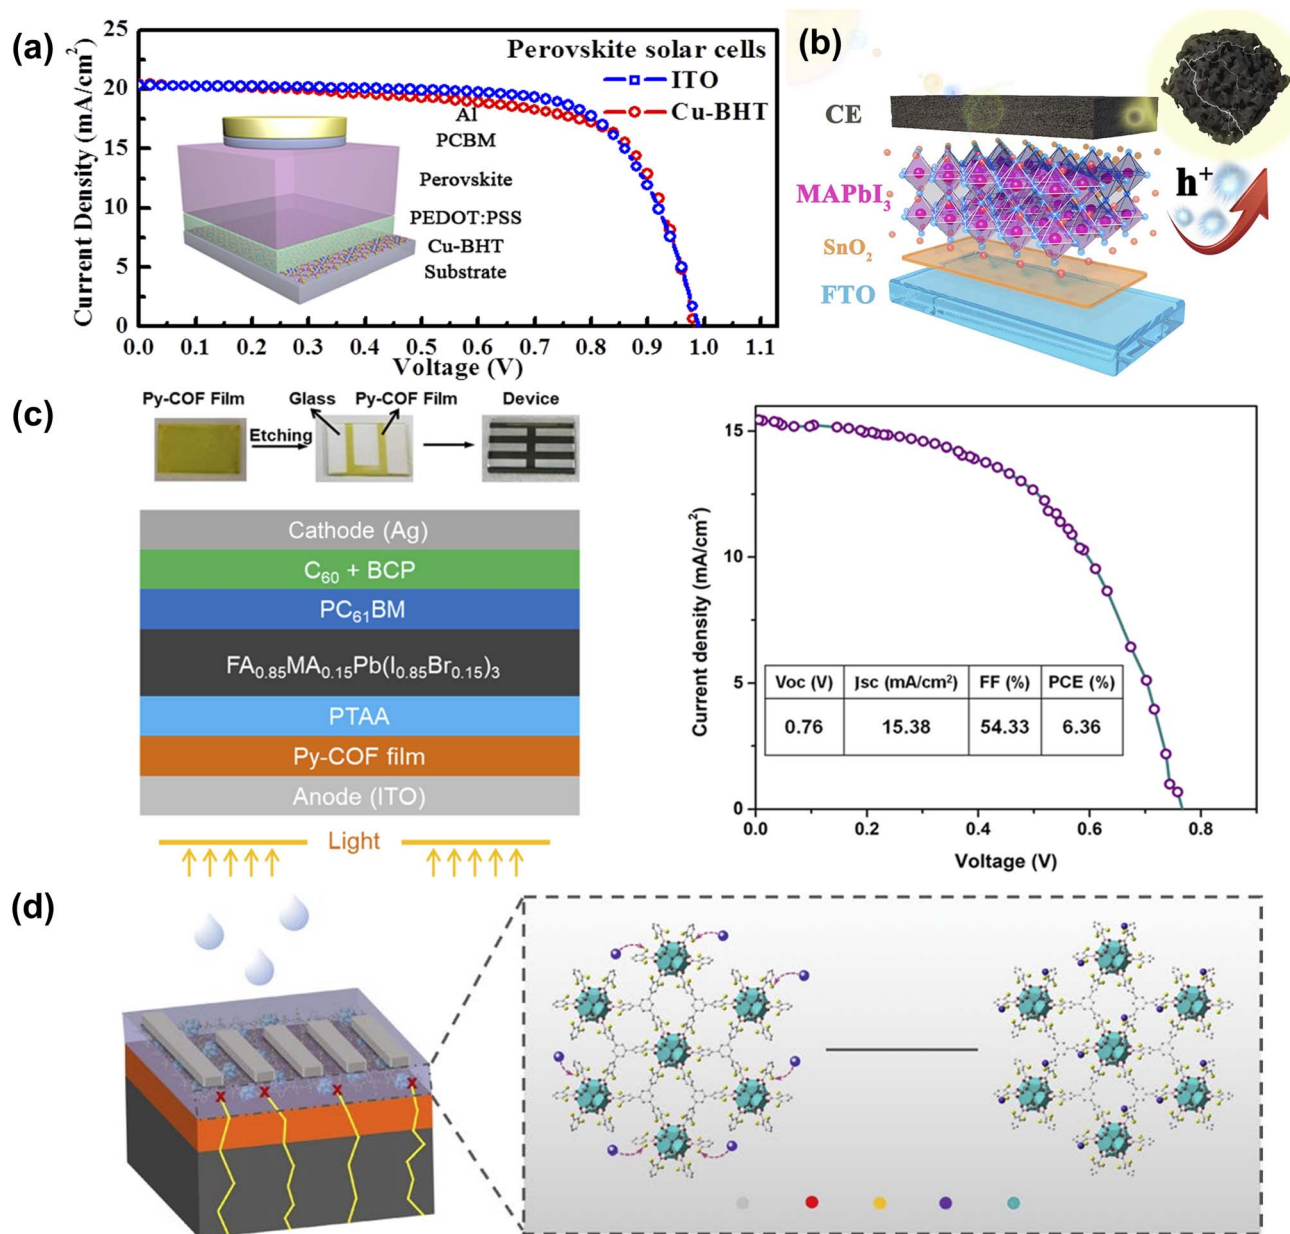 (a)
25
20
15
10
5
0
Current Density (mA/cm²)
Perovskite solar cells
ITO
Cu-BHT
Al
PCBM
Perovskite
PEDOT:PSS
Cu-BHT
Substrate
0.0 0.1 0.2 0.3 0.4 0.5 0.6 0.7 0.8 0.9 1.0 1.1
Voltage (V)
(b)
CE
MAPbI₃
SnO₂
FTO
h⁺
(c)
Py-COF Film
Etching
Glass
Py-COF Film
Device
Cathode (Ag)
C₆₀ + BCP
PC₆₁BM
FA₀.₈₅MA₀.₁₅Pb(I₀.₈₅Br₀.₁₅)₃
PTAA
Py-COF film
Anode (ITO)
Light
15
10
5
0
Current density (mA/cm²)
Voc (V) Jsc (mA/cm²) FF (%) PCE (%)
0.76 15.38 54.33 6.36
0.0 0.2 0.4 0.6 0.8
Voltage (V)
(d)
X X X X